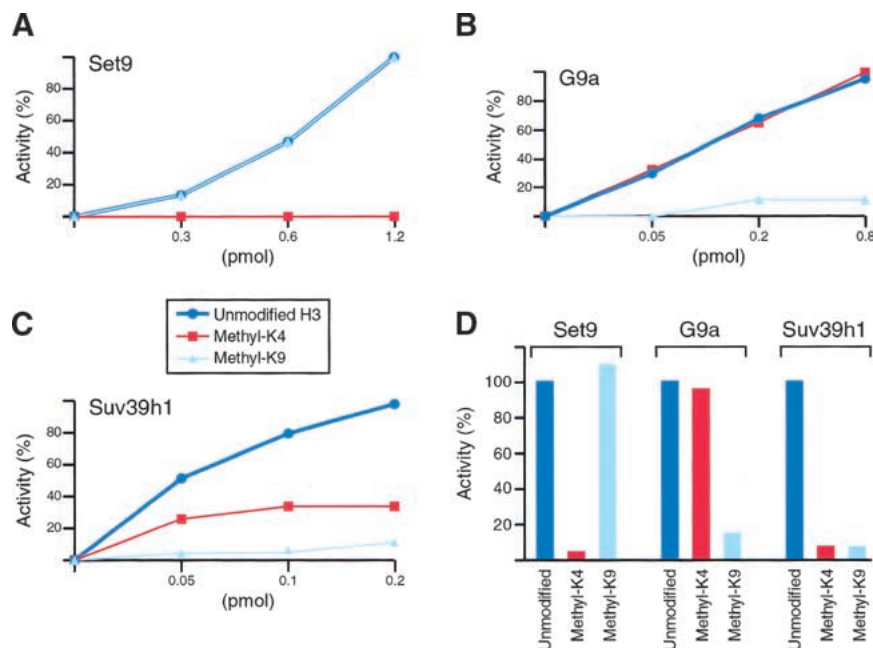 A
Set9
Activity (%)
80
60
40
20
0.3 0.6 1.2
(pmol)
B
G9a
Activity (%)
80
60
40
20
0.05 0.2 0.8
(pmol)
C
Unmodified H3
Methyl-K4
Methyl-K9
Suv39h1
Activity (%)
80
60
40
20
0.05 0.1 0.2
(pmol)
D
Set9 G9a Suv39h1
Activity (%)
100
80
60
40
20
Unmodified
Methyl-K4
Methyl-K9
Unmodified
Methyl-K4
Methyl-K9
Unmodified
Methyl-K4
Methyl-K9